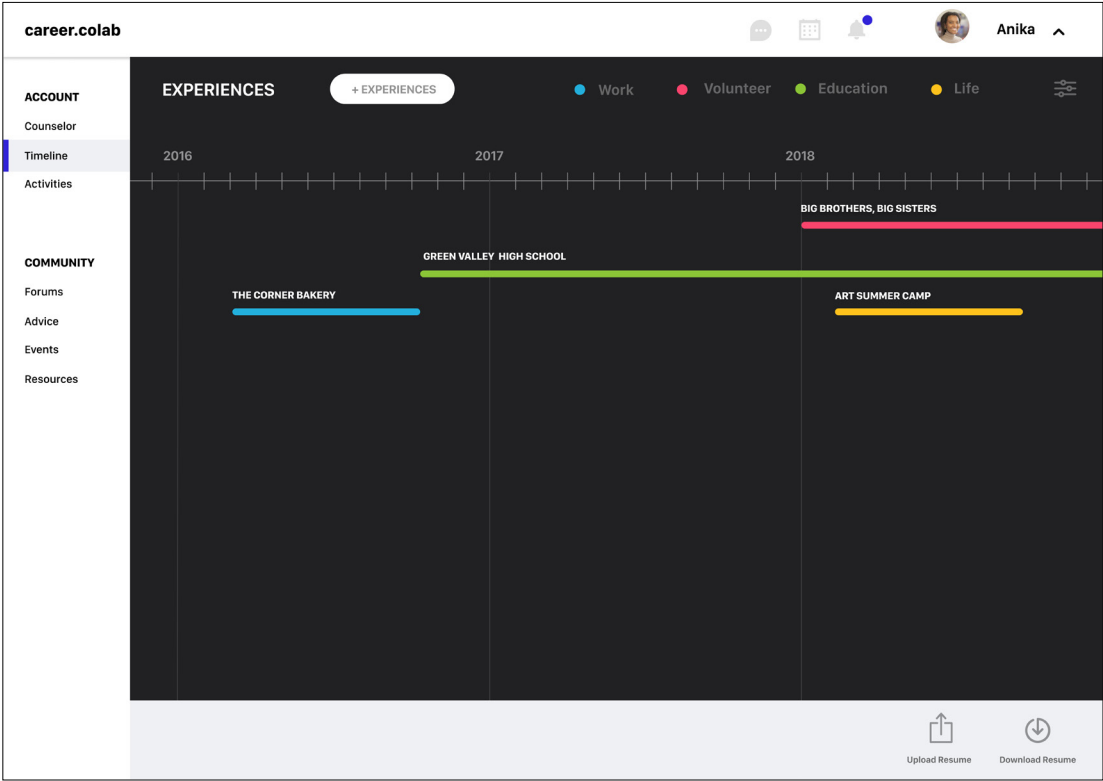 career.colab
Anika
ACCOUNT
Counselor
Timeline
Activities
COMMUNITY
Forums
Advice
Events
Resources
EXPERIENCES
+ EXPERIENCES
Work
Volunteer
Education
Life
2016
2017
2018
BIG BROTHERS, BIG SISTERS
GREEN VALLEY HIGH SCHOOL
THE CORNER BAKERY
ART SUMMER CAMP
Upload Resume
Download Resume